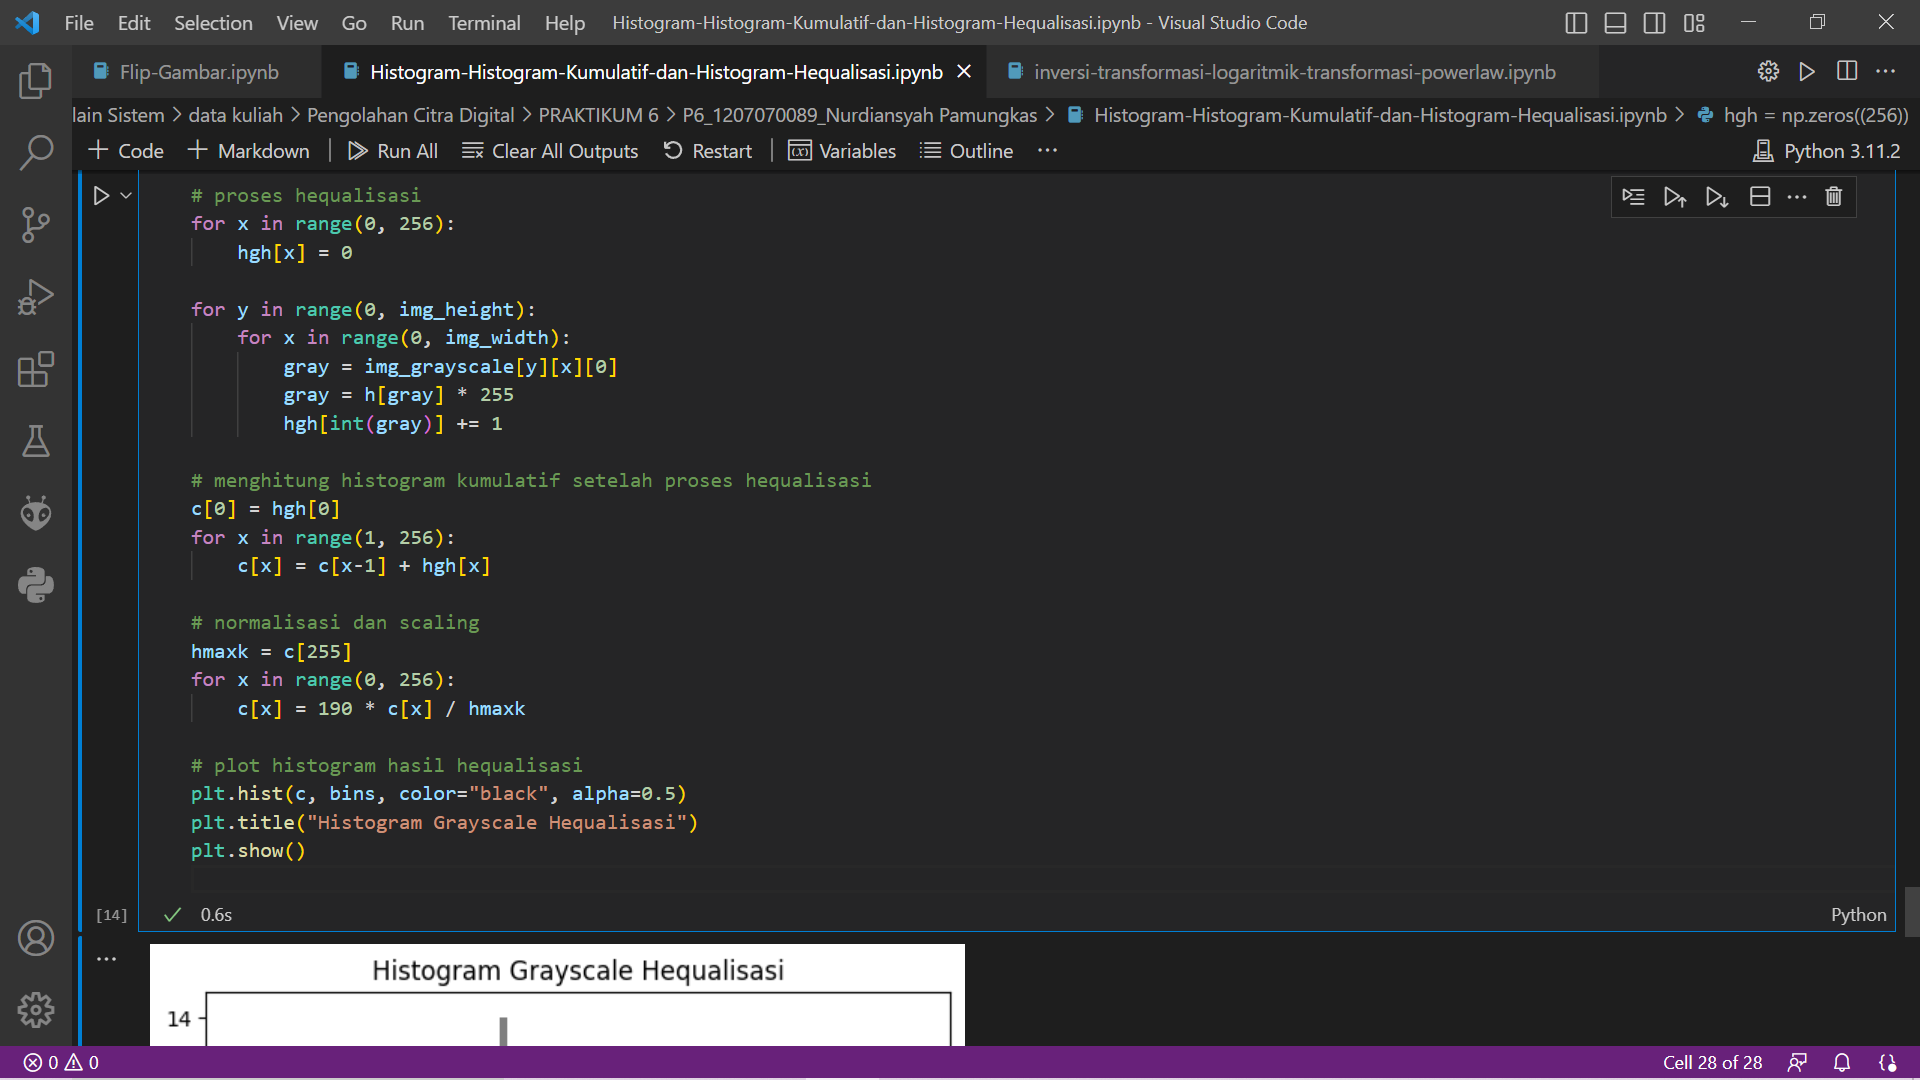 File Edit Selection View Go Run Terminal Help Histogram-Histogram-Kumulatif-dan-Histogram-Hequalisasi.ipynb - Visual Studio Code
Flip-Gambar.ipynb Histogram-Histogram-Kumulatif-dan-Histogram-Hequalisasi.ipynb inversi-transformasi-logaritmik-transformasi-powerlaw.ipynb
lain Sistem > data kuliah > Pengolahan Citra Digital > PRAKTIKUM 6 > P6_1207070089_Nurdiansyah Pamungkas > Histogram-Histogram-Kumulatif-dan-Histogram-Hequalisasi.ipynb > hgh = np.zeros((256))
+ Code + Markdown Run All Clear All Outputs Restart Variables Outline ... Python 3.11.2
# proses hequalisasi
for x in range(0, 256):
    hgh[x] = 0
for y in range(0, img_height):
    for x in range(0, img_width):
        gray = img_grayscale[y][x][0]
        gray = h[gray] * 255
        hgh[int(gray)] += 1
# menghitung histogram kumulatif setelah proses hequalisasi
c[0] = hgh[0]
for x in range(1, 256):
    c[x] = c[x-1] + hgh[x]
# normalisasi dan scaling
hmaxk = c[255]
for x in range(0, 256):
    c[x] = 190 * c[x] / hmaxk
# plot histogram hasil hequalisasi
plt.hist(c, bins, color="black", alpha=0.5)
plt.title("Histogram Grayscale Hequalisasi")
plt.show()
[14] 0.6s Python
Histogram Grayscale Hequalisasi
14
0 0 Cell 28 of 28